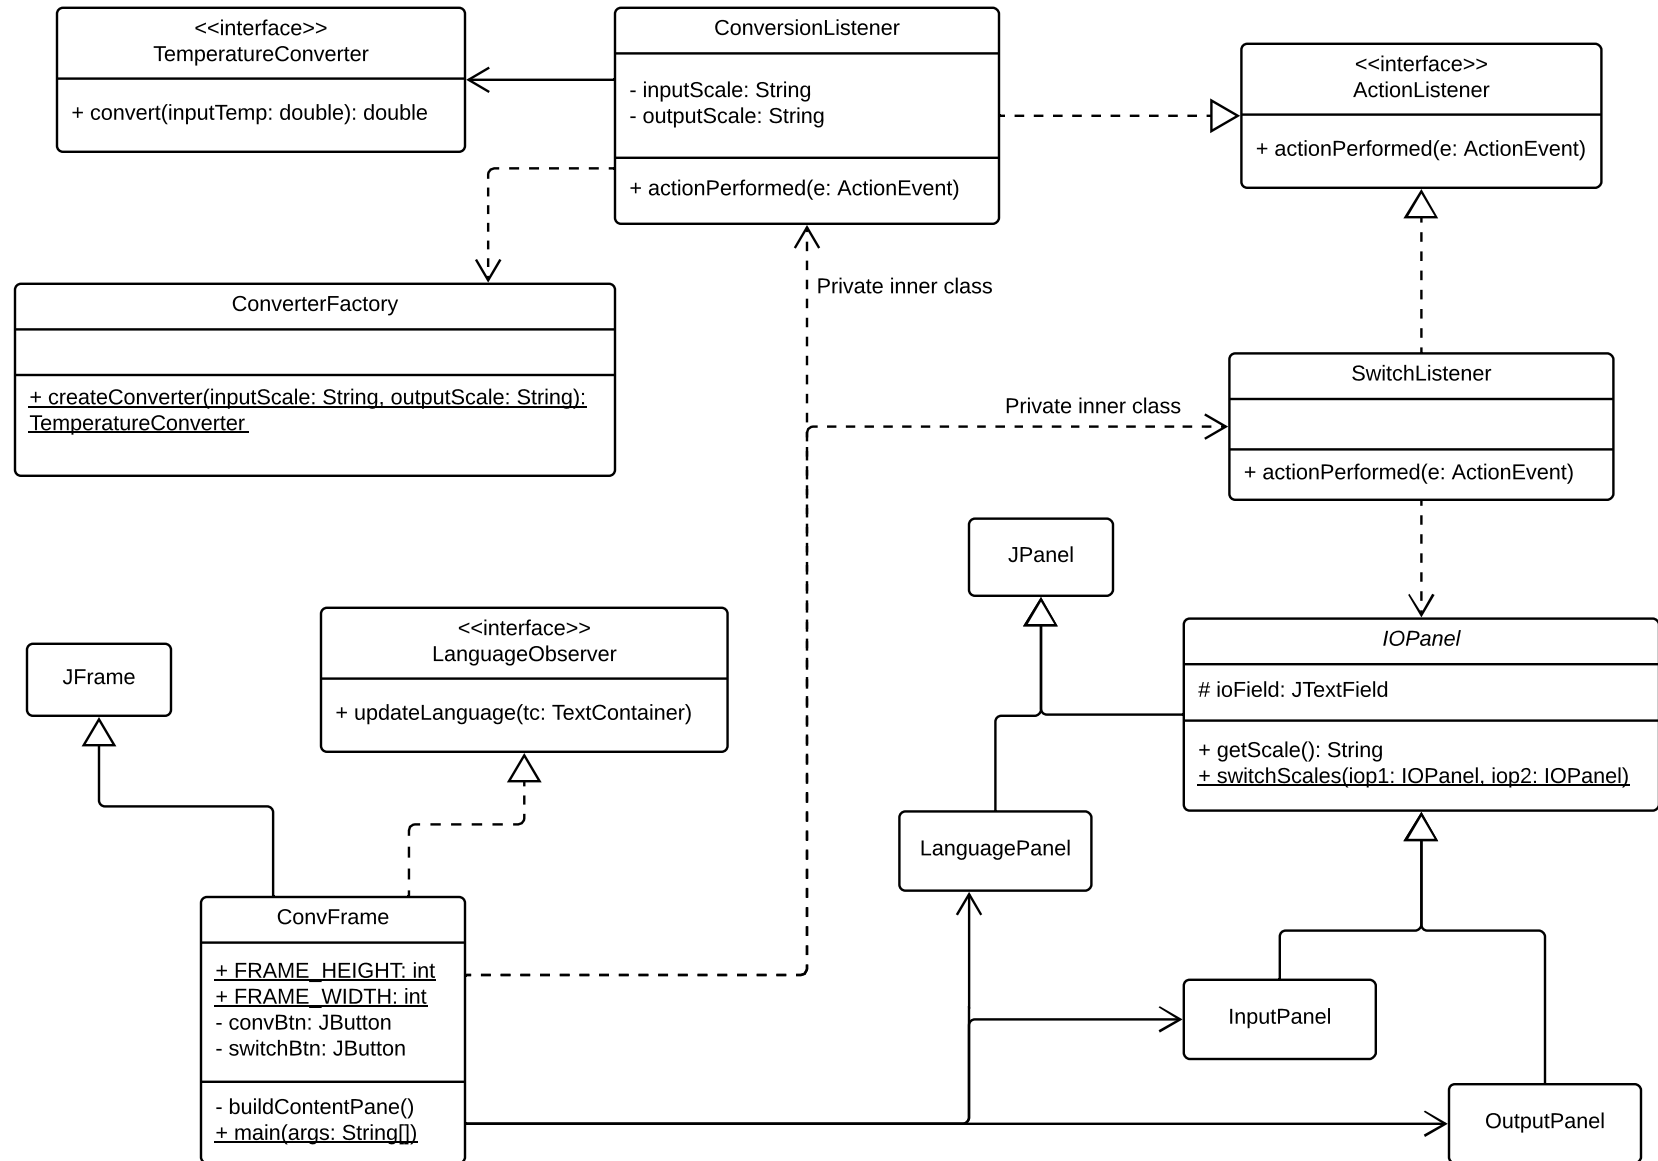 <<interface>>
TemperatureConverter
+ convert(inputTemp: double): double
ConversionListener
- inputScale: String
- outputScale: String
+ actionPerformed(e: ActionEvent)
<<interface>>
ActionListener
+ actionPerformed(e: ActionEvent)
Private inner class
ConverterFactory
+ createConverter(inputScale: String, outputScale: String):
TemperatureConverter
SwitchListener
+ actionPerformed(e: ActionEvent)
Private inner class
JPanel
<<interface>>
LanguageObserver
+ updateLanguage(tc: TextContainer)
JFrame
IOPanel
# ioField: JTextField
+ getScale(): String
+ switchScales(iop1: IOPanel, iop2: IOPanel)
LanguagePanel
ConvFrame
+ FRAME_HEIGHT: int
+ FRAME_WIDTH: int
- convBtn: JButton
- switchBtn: JButton
- buildContentPane()
+ main(args: String[])
InputPanel
OutputPanel